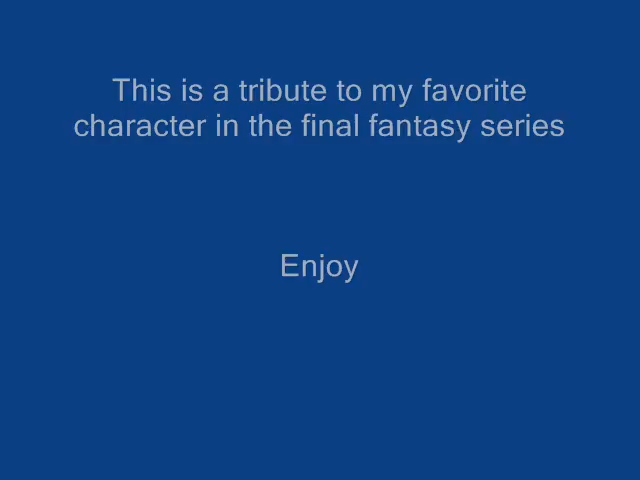 This is a tribute to my favorite
character in the final fantasy series
Enjoy